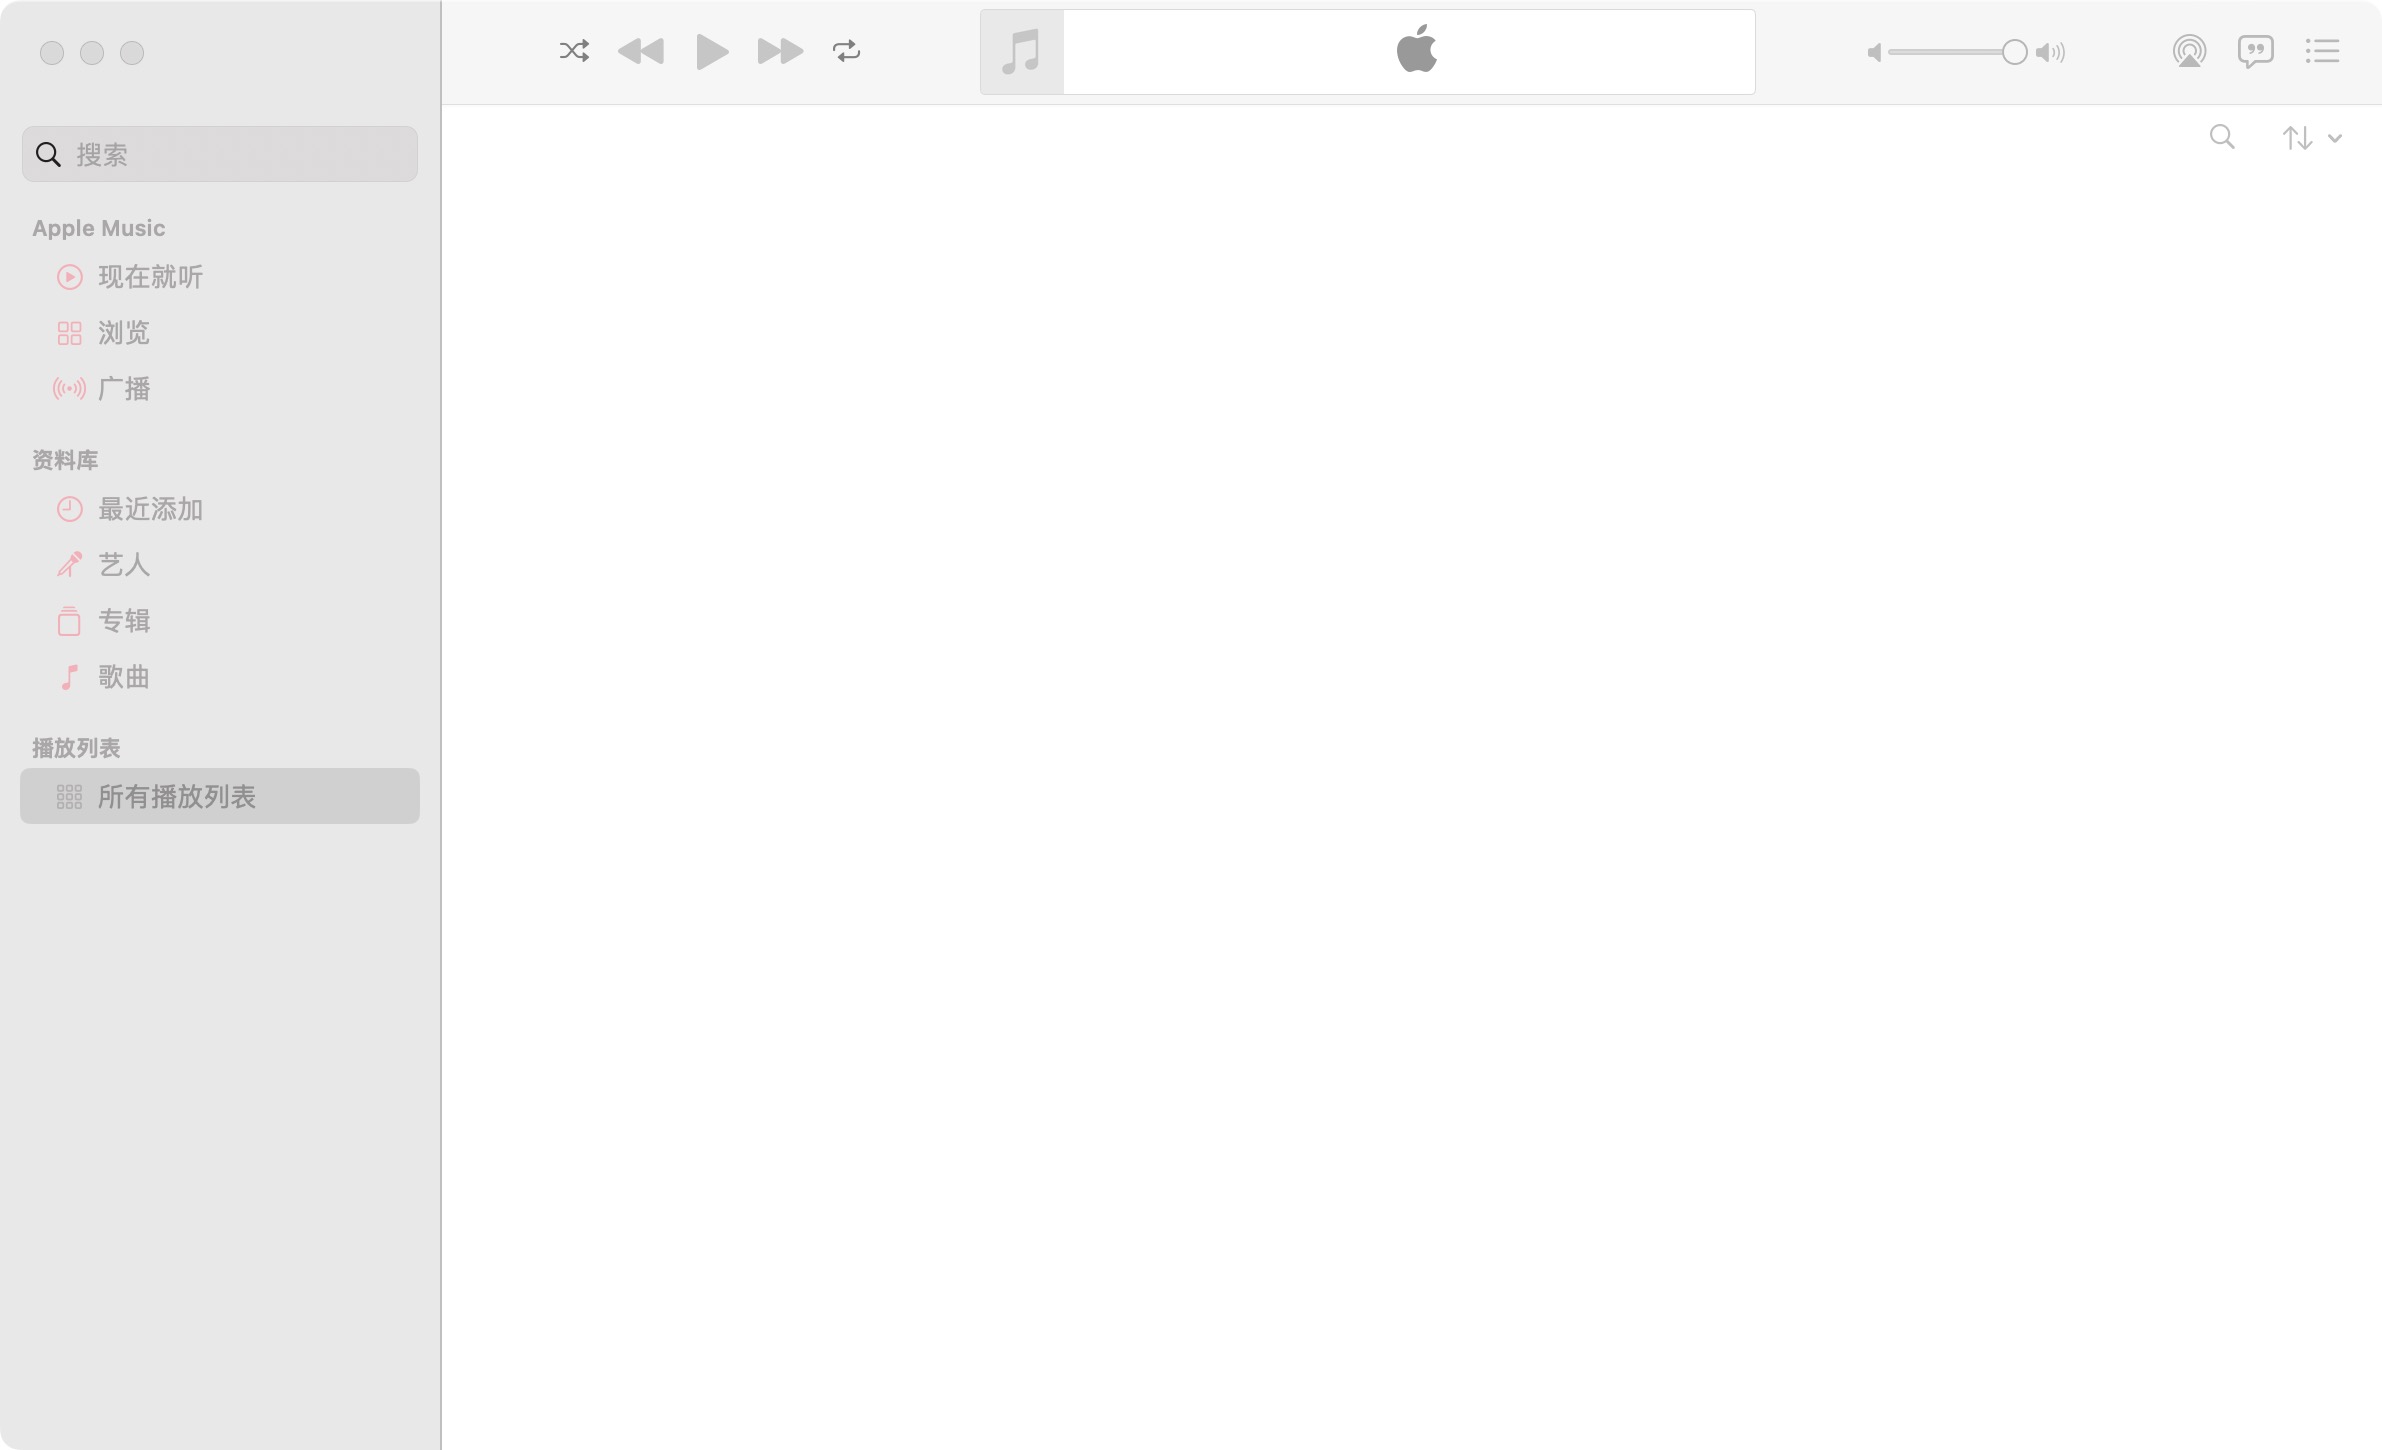 搜索
Apple Music
现在就听
浏览
广播
资料库
最近添加
艺人
专辑
歌曲
播放列表
所有播放列表